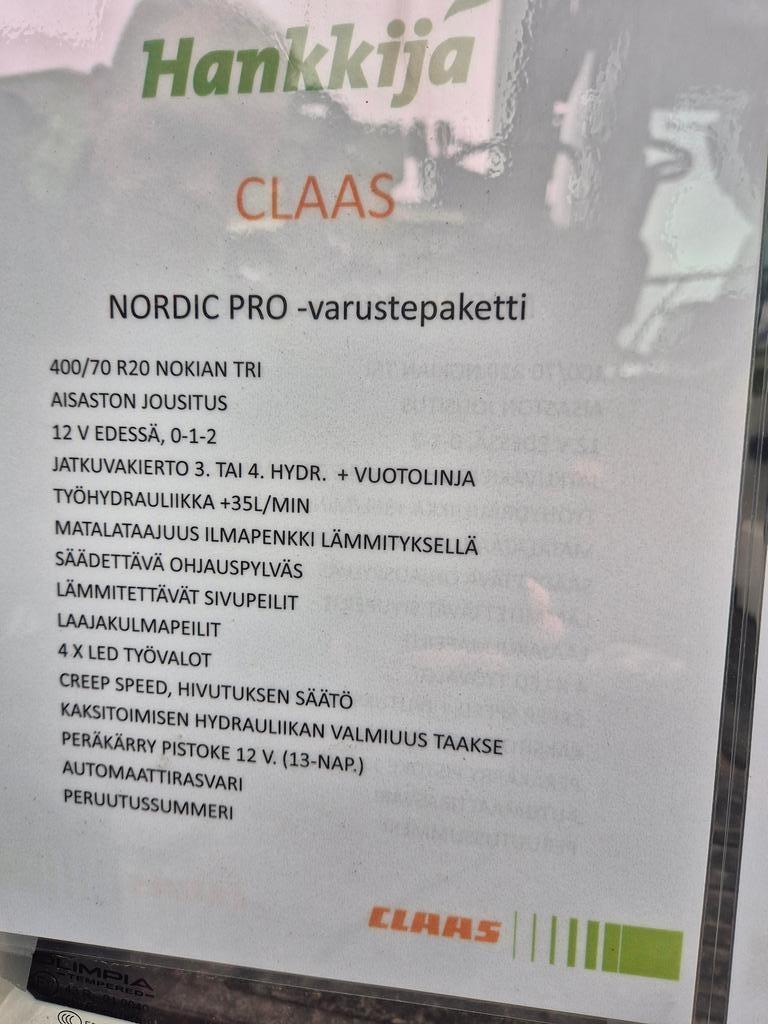 Hankkija
CLAAS
NORDIC PRO -varustepaketti
400/70 R20 NOKIAN TRI
AISASTON JOUSITUS
12 V EDESSÄ, 0-1-2
JATKUVAKIERTO 3. TAI 4. HYDR. + VUOTOLINJA
TYÖHYDRAULIIKKA +35L/MIN
MATALATAAJUUS ILMAPENKKI LÄMMITYKSELLÄ
SÄÄDETTÄVÄ OHJAUSPYLVÄS
LÄMMITETTÄVÄT SIVUPEILIT
LAAJAKULMAPEILIT
4 X LED TYÖVALOT
CREEP SPEED, HIVUTUKSEN SÄÄTÖ
KAKSITOIMISEN HYDRAULIIKAN VALMIUUS TAAKSE
PERÄKÄRRY PISTOKE 12 V. (13-NAP.)
AUTOMAATTIRASVARI
PERUUTUSSUMMERI
CLAAS
OLIMPIA
TEMPERED